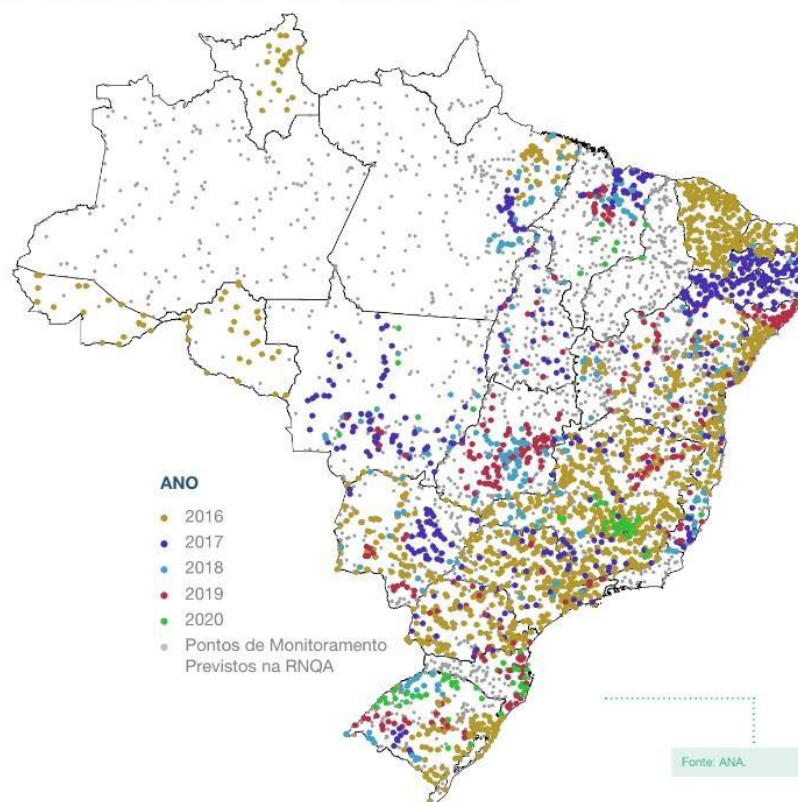 ANO
2016
2017
2018
2019
2020
Pontos de Monitoramento
Previstos na RNQA
Fonte: ANA.